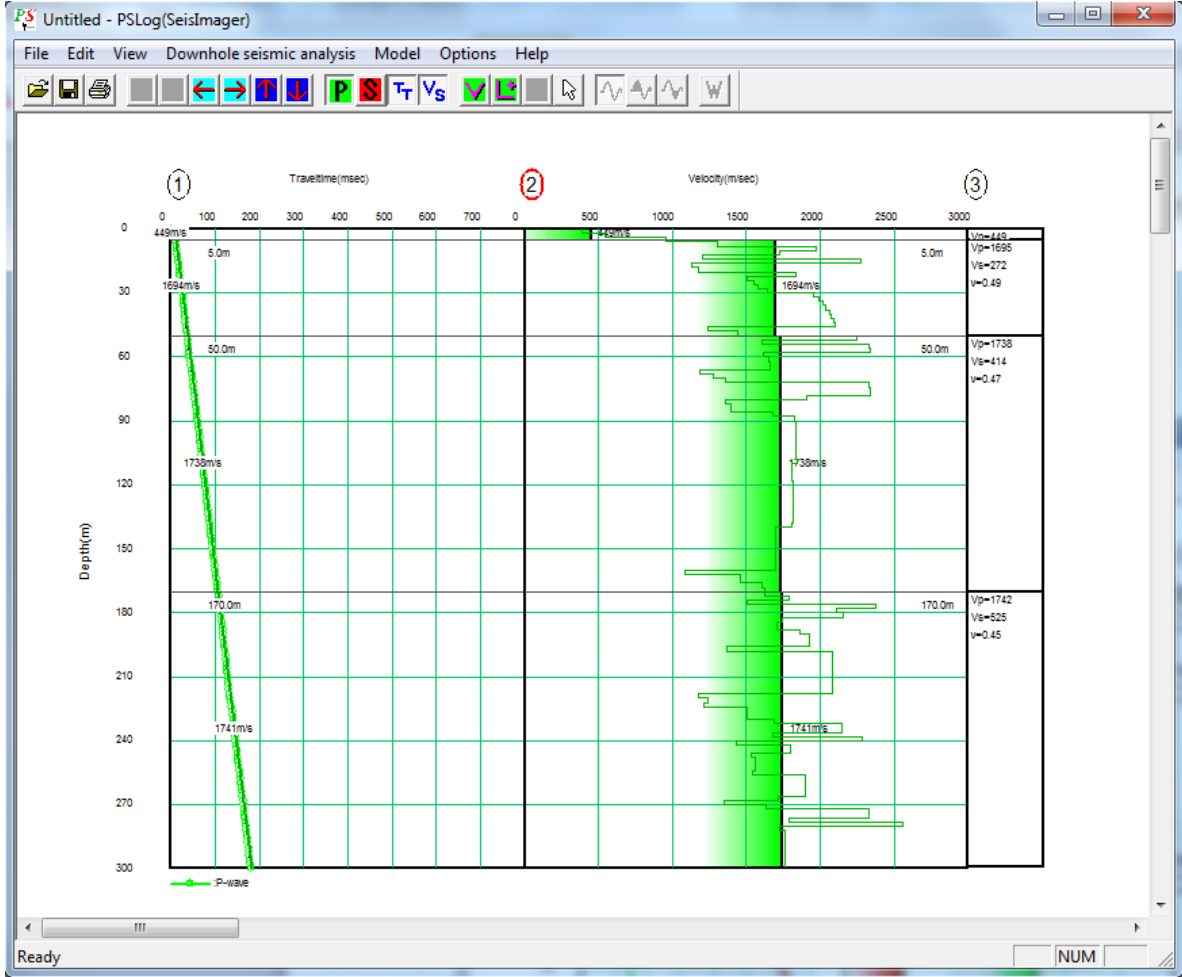 Untitled - PSLog(SeisImager)
File Edit View Downhole seismic analysis Model Options Help
P S TT VS W
1 Traveltime(msec) 2 Velocity(m/sec) 3
0 100 200 300 400 500 600 700 0 500 1000 1500 2000 2500 3000
0
449m/s 449m/s Vp=449
5.0m 5.0m Vp=1695
Vs=272
1694m/s 1694m/s v=0.49
30
50.0m 50.0m Vp=1738
60 Vs=414
v=0.47
90
1738m/s 1738m/s
120
Depth(m)
150
170.0m 170.0m Vp=1742
180 Vs=525
v=0.45
210
1741m/s 1741m/s
240
270
300
:P-wave
Ready NUM